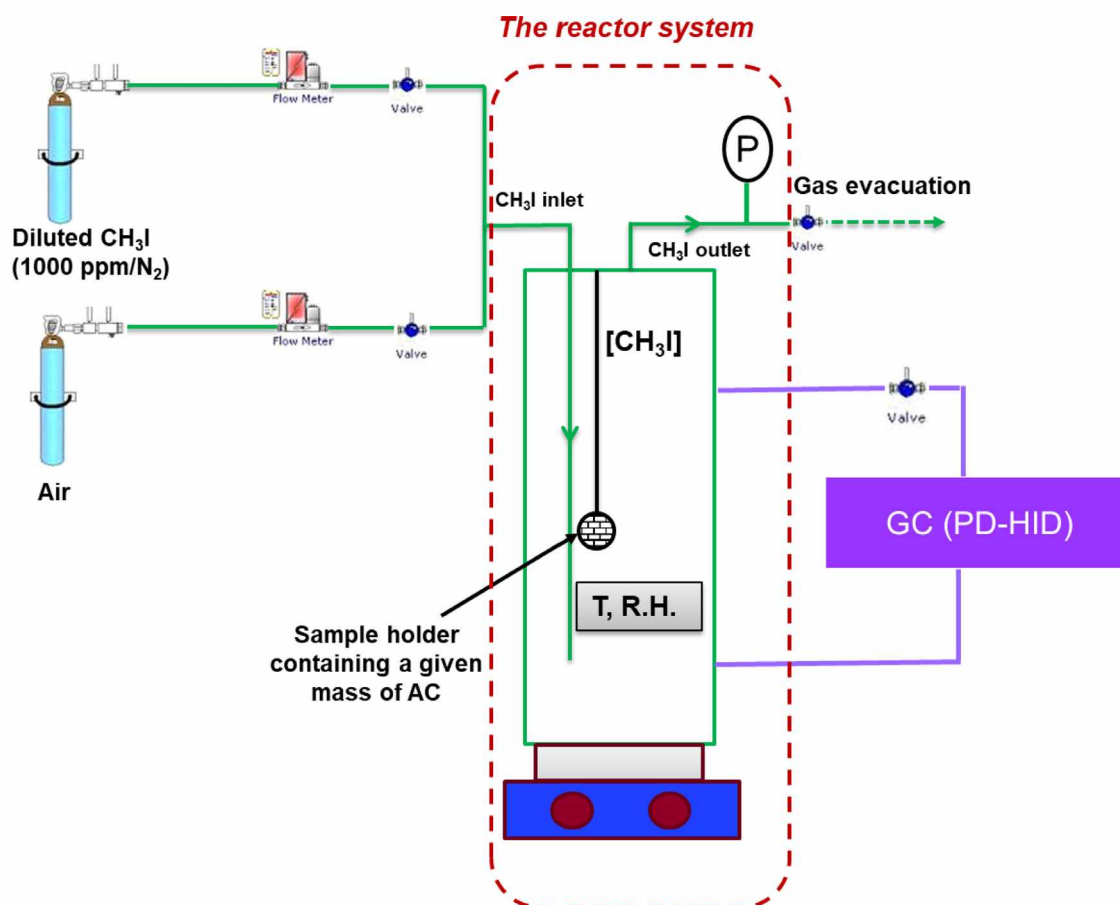 The reactor system
Flow Meter
Valve
P
Gas evacuation
CH₃I inlet
Valve
CH₃I outlet
Diluted CH₃I
(1000 ppm/N₂)
Flow Meter
Valve
[CH₃I]
Valve
Air
GC (PD-HID)
T, R.H.
Sample holder
containing a given
mass of AC